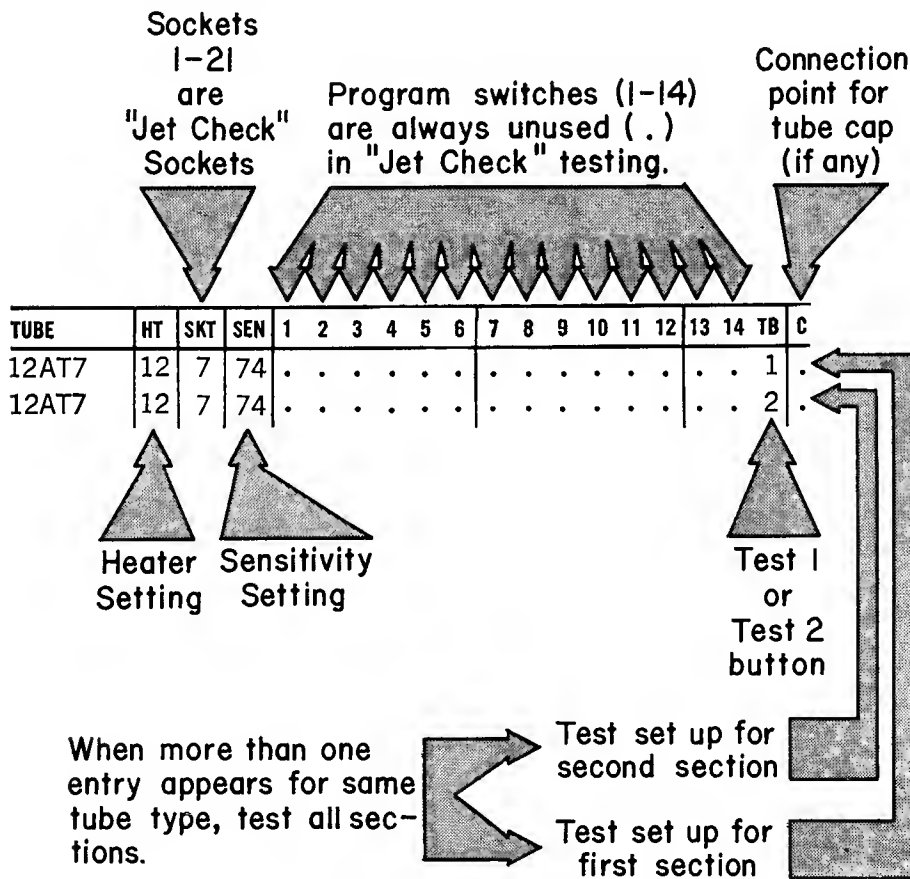 Sockets
1-21
are
"Jet Check"
Sockets
Program switches (1-14)
are always unused (.)
in "Jet Check" testing.
Connection
point for
tube cap
(if any)
TUBE HT SKT SEN 1 2 3 4 5 6 7 8 9 10 11 12 13 14 TB C
12AT7 12 7 74 . . . . . . . . . . . . . . 1 .
12AT7 12 7 74 . . . . . . . . . . . . . . 2 .
Heater
Setting
Sensitivity
Setting
Test 1
or
Test 2
button
When more than one
entry appears for same
tube type, test all sec-
tions.
Test set up for
second section
Test set up for
first section